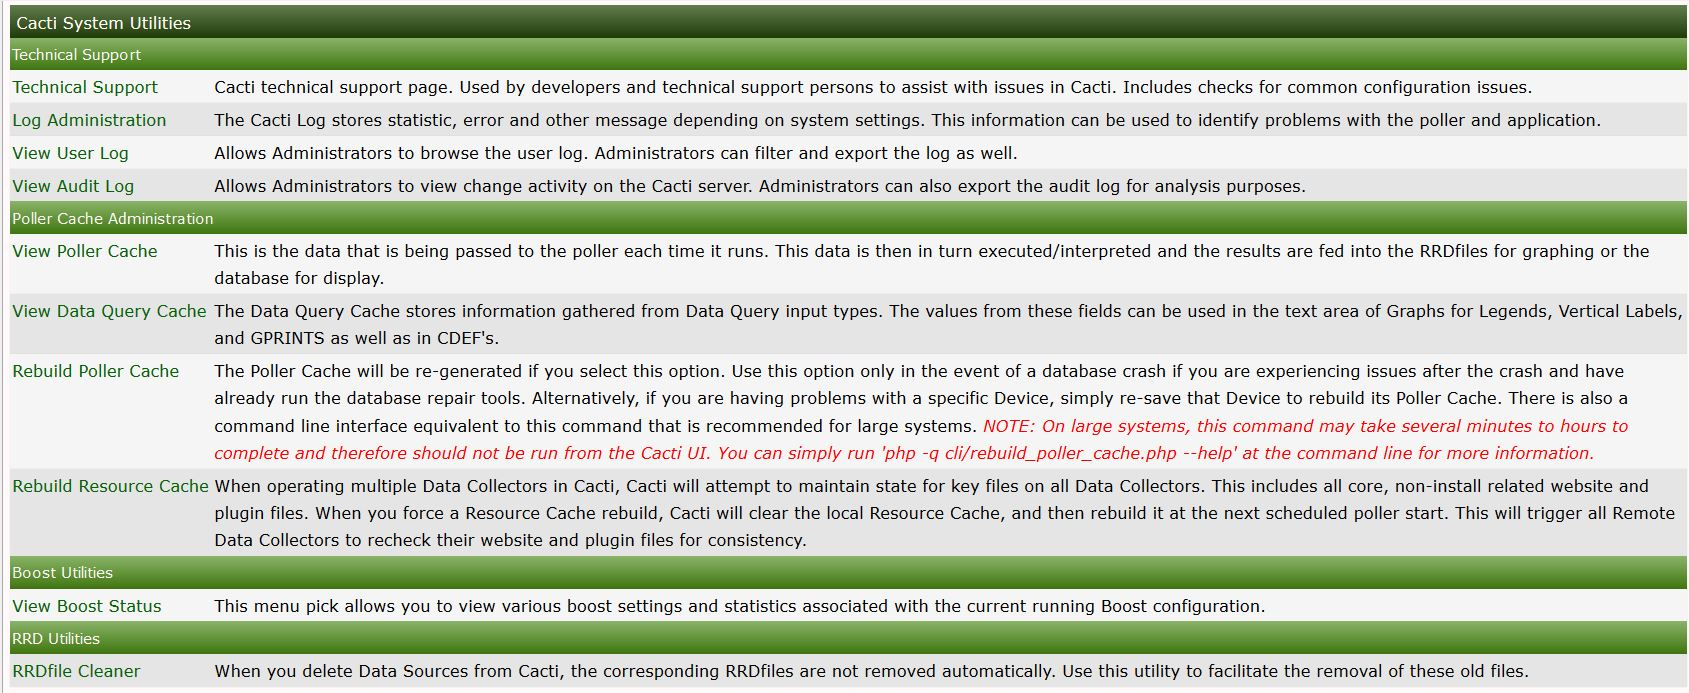 Cacti System Utilities
Technical Support
Technical Support Cacti technical support page. Used by developers and technical support persons to assist with issues in Cacti. Includes checks for common configuration issues.
Log Administration The Cacti Log stores statistic, error and other message depending on system settings. This information can be used to identify problems with the poller and application.
View User Log Allows Administrators to browse the user log. Administrators can filter and export the log as well.
View Audit Log Allows Administrators to view change activity on the Cacti server. Administrators can also export the audit log for analysis purposes.
Poller Cache Administration
View Poller Cache This is the data that is being passed to the poller each time it runs. This data is then in turn executed/interpreted and the results are fed into the RRDfiles for graphing or the
database for display.
View Data Query Cache The Data Query Cache stores information gathered from Data Query input types. The values from these fields can be used in the text area of Graphs for Legends, Vertical Labels,
and GPRINTS as well as in CDEF's.
Rebuild Poller Cache The Poller Cache will be re-generated if you select this option. Use this option only in the event of a database crash if you are experiencing issues after the crash and have
already run the database repair tools. Alternatively, if you are having problems with a specific Device, simply re-save that Device to rebuild its Poller Cache. There is also a
command line interface equivalent to this command that is recommended for large systems. NOTE: On large systems, this command may take several minutes to hours to
complete and therefore should not be run from the Cacti UI. You can simply run 'php -q cli/rebuild_poller_cache.php --help' at the command line for more information.
Rebuild Resource Cache When operating multiple Data Collectors in Cacti, Cacti will attempt to maintain state for key files on all Data Collectors. This includes all core, non-install related website and
plugin files. When you force a Resource Cache rebuild, Cacti will clear the local Resource Cache, and then rebuild it at the next scheduled poller start. This will trigger all Remote
Data Collectors to recheck their website and plugin files for consistency.
Boost Utilities
View Boost Status This menu pick allows you to view various boost settings and statistics associated with the current running Boost configuration.
RRD Utilities
RRDfile Cleaner When you delete Data Sources from Cacti, the corresponding RRDfiles are not removed automatically. Use this utility to facilitate the removal of these old files.